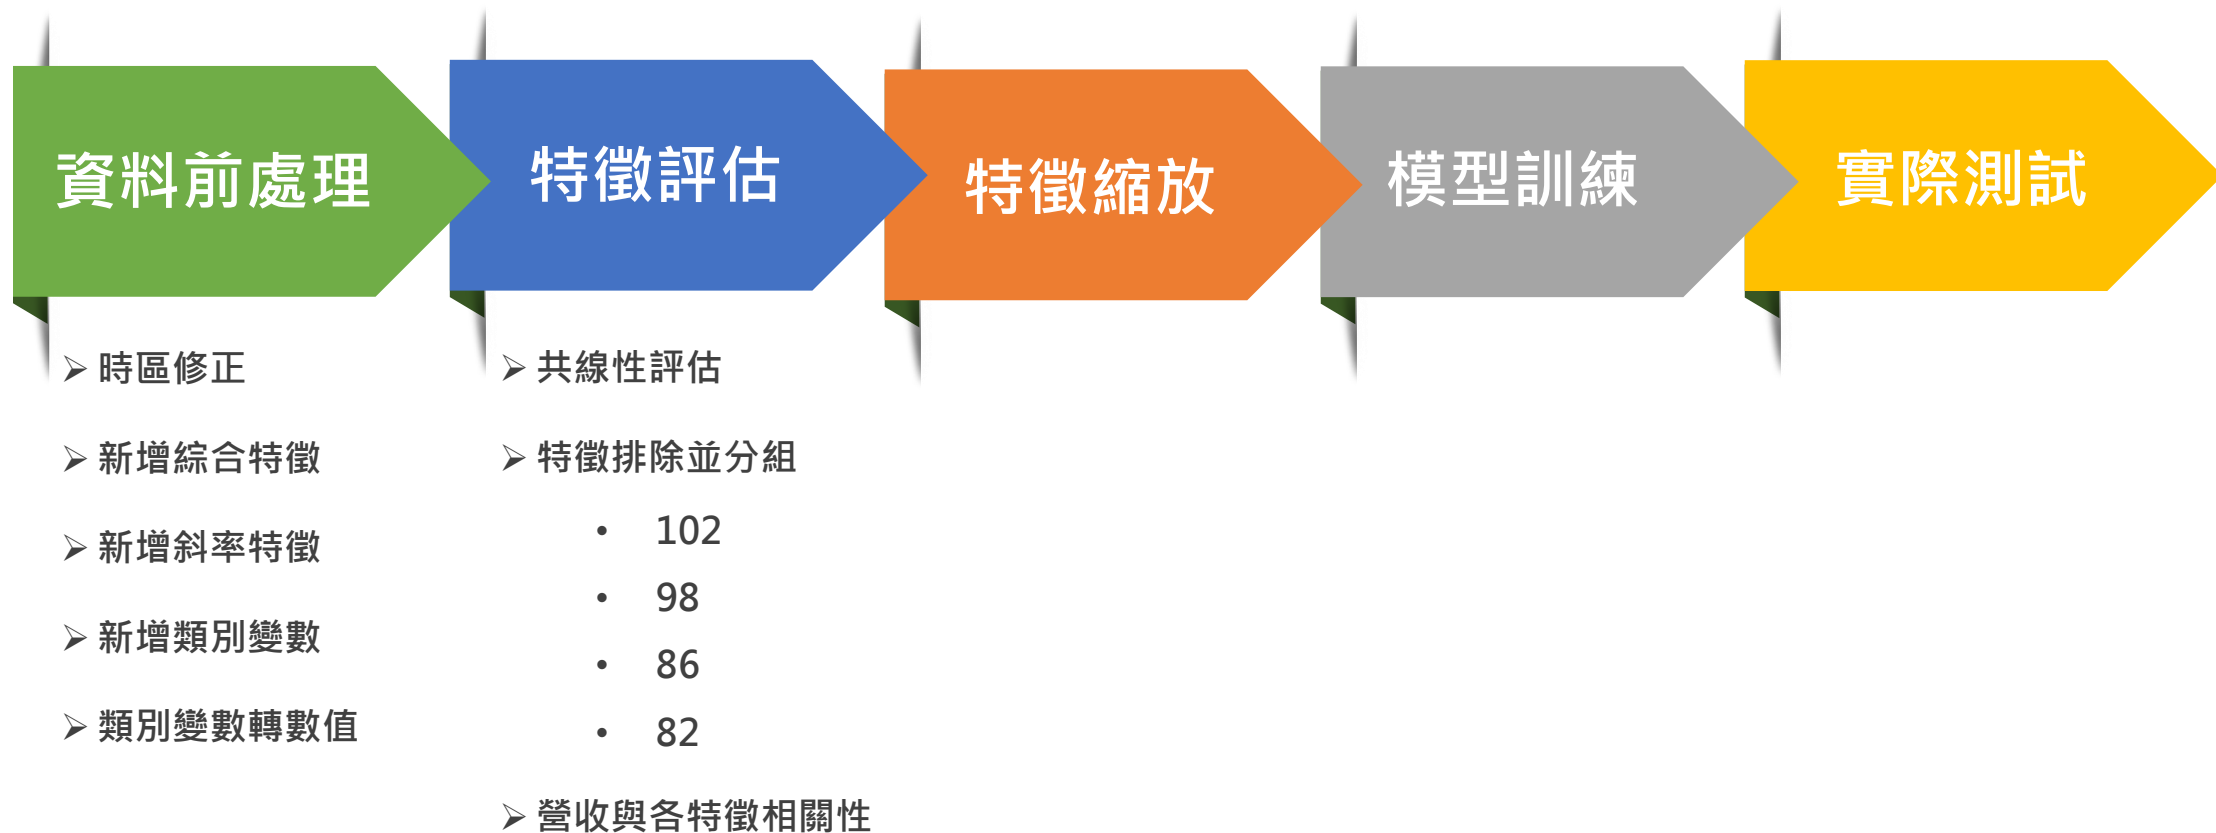 資料前處理
特徵評估
特徵縮放
模型訓練
實際測試
➢ 時區修正
➢ 新增綜合特徵
➢ 新增斜率特徵
➢ 新增類別變數
➢ 類別變數轉數值
➢ 共線性評估
➢ 特徵排除並分組
• 102
• 98
• 86
• 82
➢ 營收與各特徵相關性